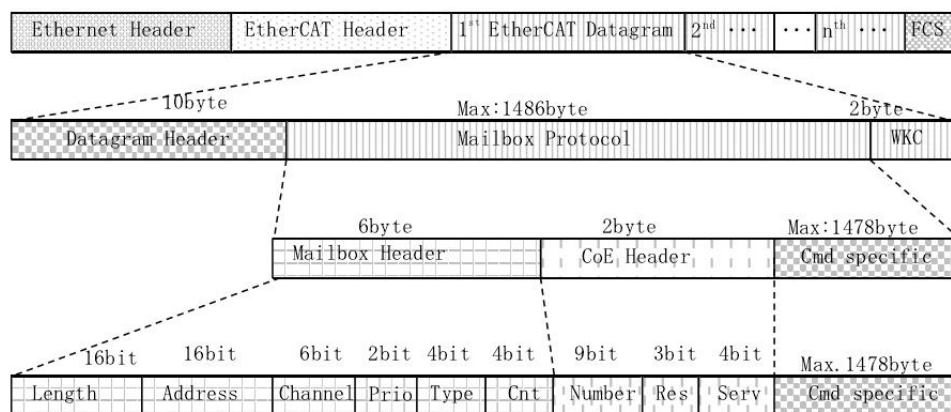 Ethernet Header EtherCAT Header 1st EtherCAT Datagram 2nd ··· ··· nth ··· FCS
10byte Max:1486byte 2byte
Datagram Header Mailbox Protocol WKC
6byte 2byte Max:1478byte
Mailbox Header CoE Header Cmd specific
16bit 16bit 6bit 2bit 4bit 4bit 9bit 3bit 4bit Max.1478byte
Length Address Channel Prio Type Cnt Number Res Serv Cmd specific